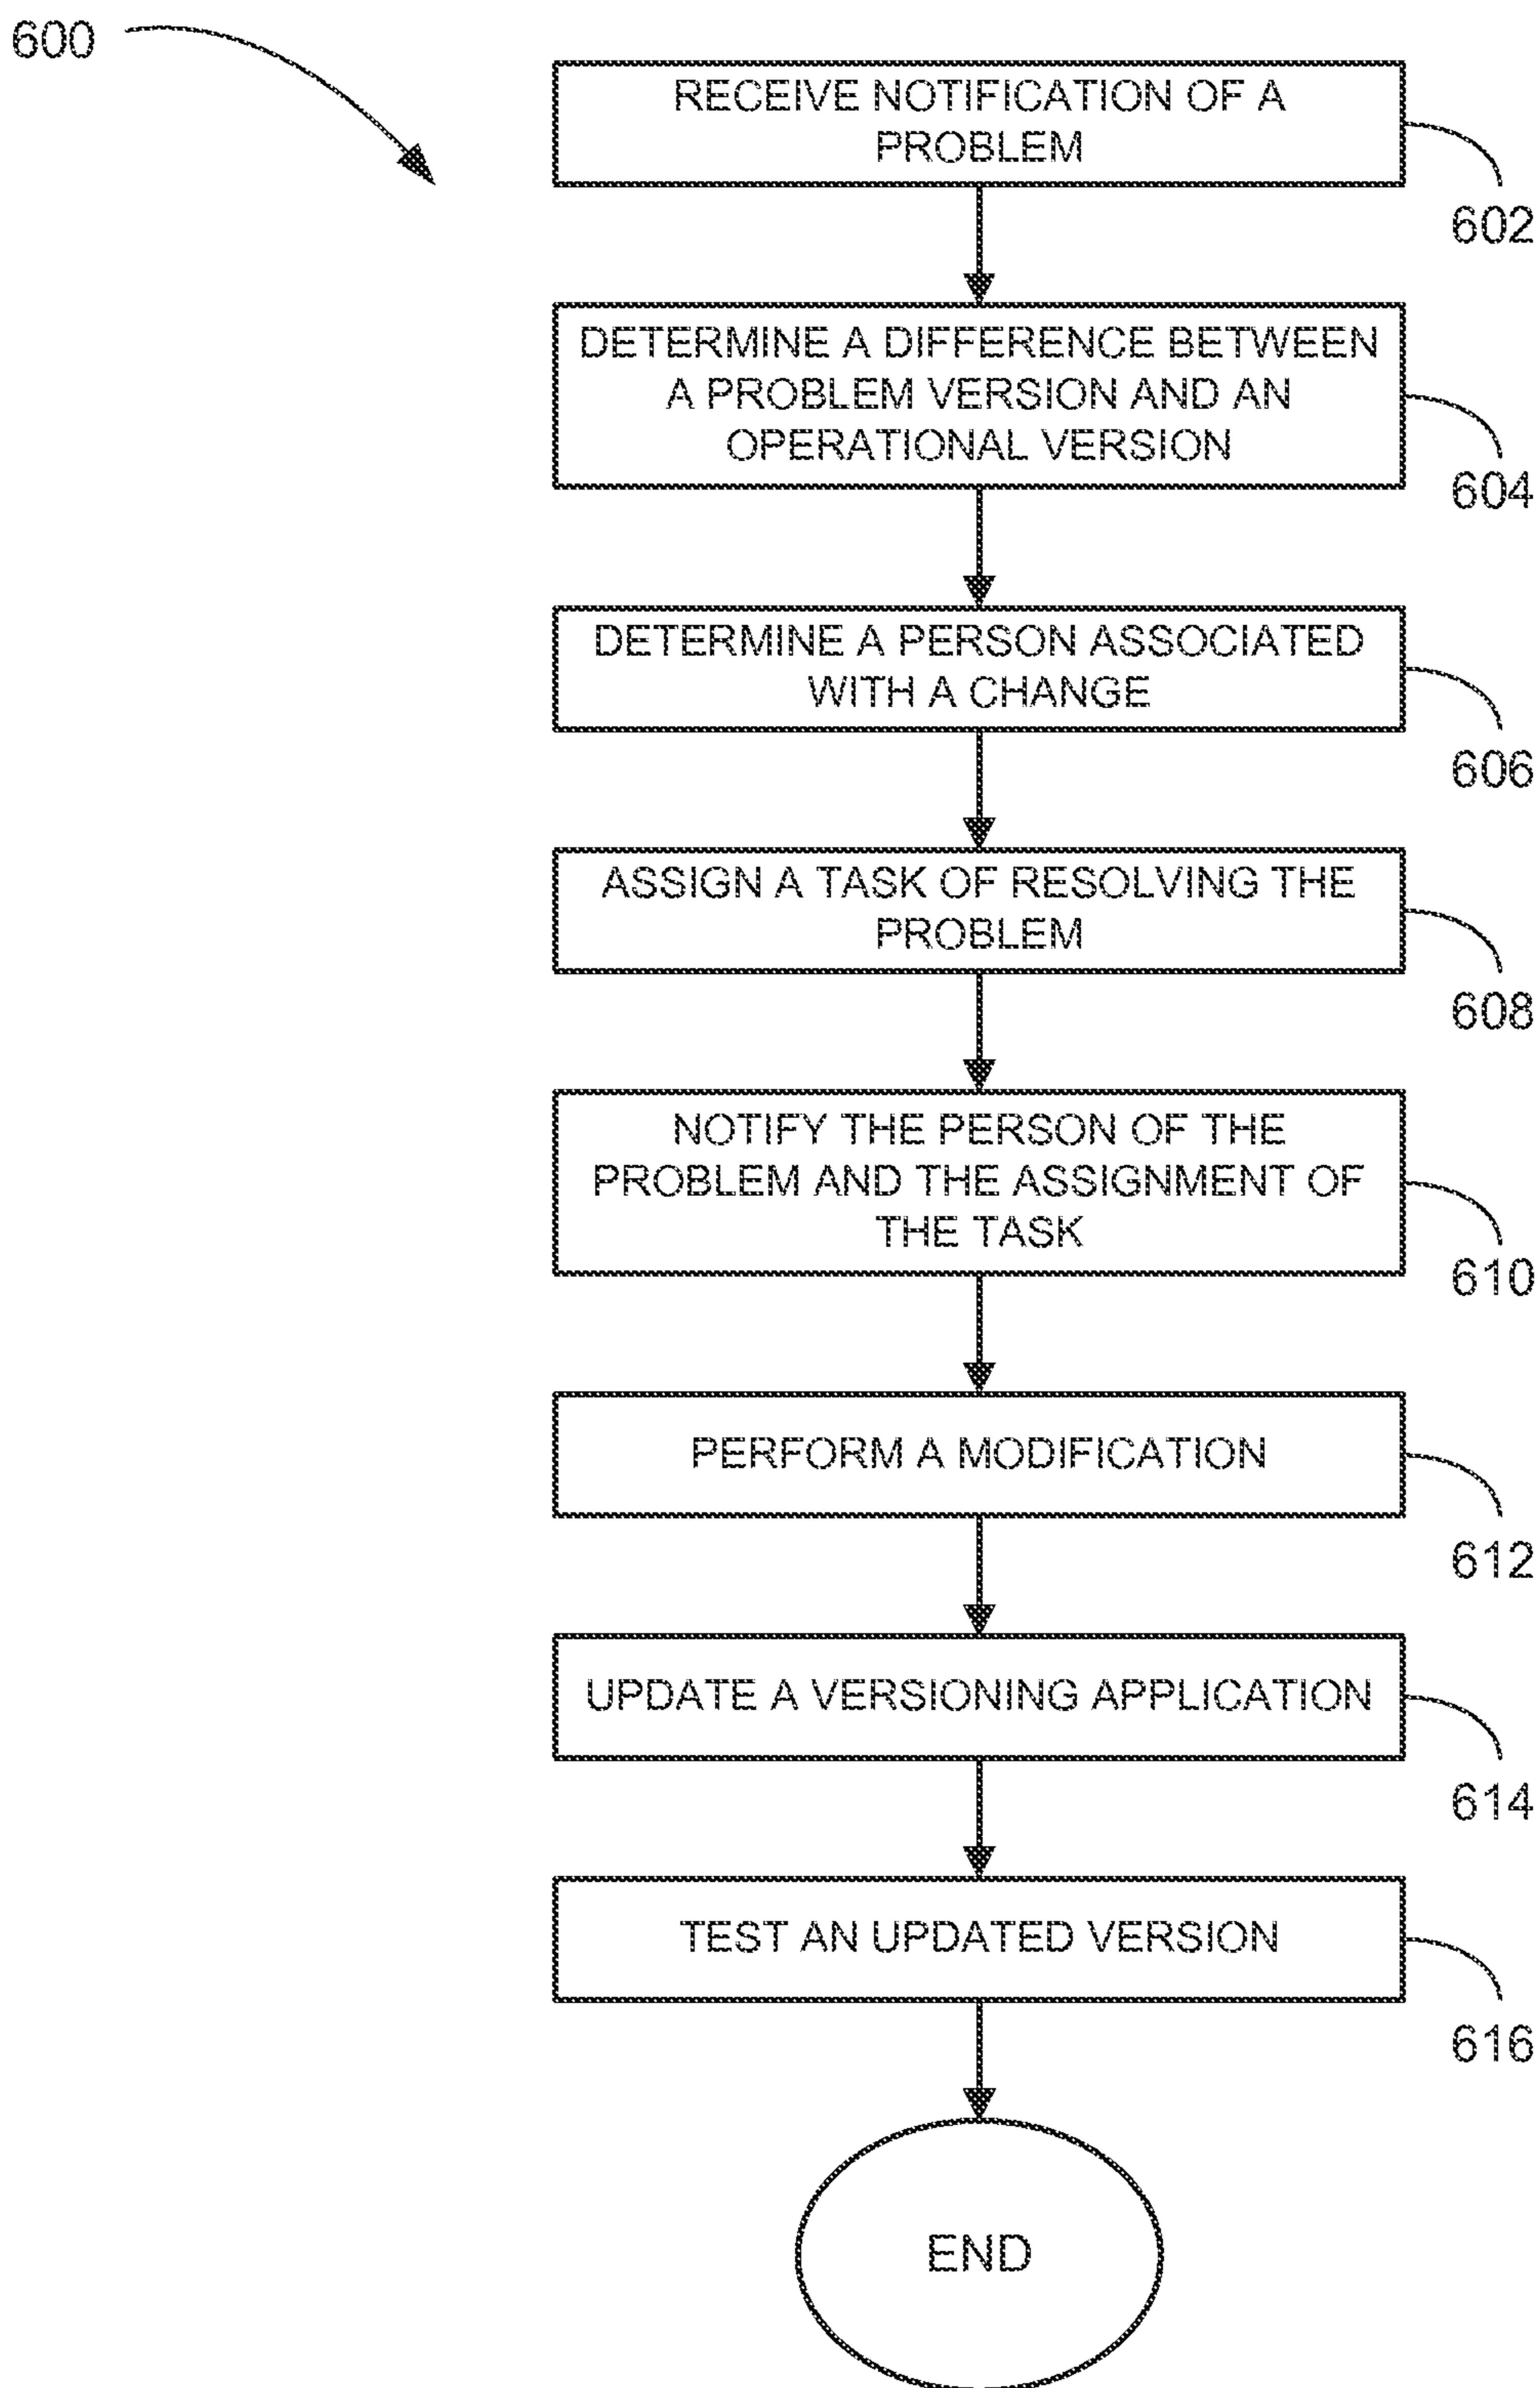 600
RECEIVE NOTIFICATION OF A
PROBLEM
602
DETERMINE A DIFFERENCE BETWEEN
A PROBLEM VERSION AND AN
OPERATIONAL VERSION
604
DETERMINE A PERSON ASSOCIATED
WITH A CHANGE
606
ASSIGN A TASK OF RESOLVING THE
PROBLEM
608
NOTIFY THE PERSON OF THE
PROBLEM AND THE ASSIGNMENT OF
THE TASK
610
PERFORM A MODIFICATION
612
UPDATE A VERSIONING APPLICATION
614
TEST AN UPDATED VERSION
616
END